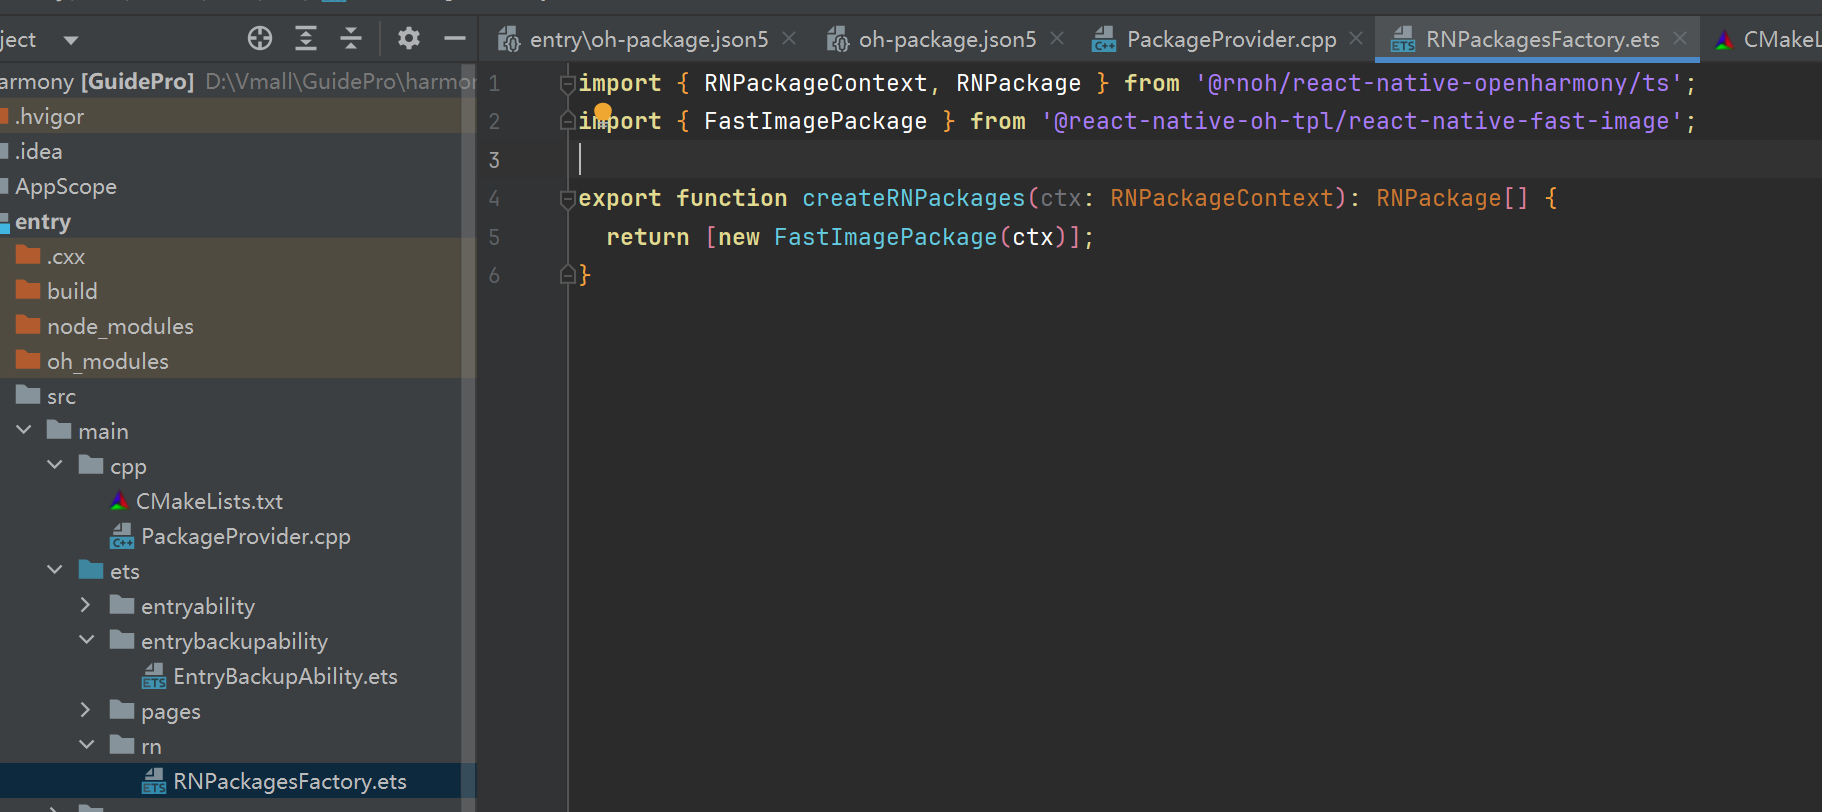 ject
entry\oh-package.json5
oh-package.json5
PackageProvider.cpp
RNPackagesFactory.ets
CMakeL
armony [GuidePro] D:\Vmall\GuidePro\harmor
.hvigor
.idea
AppScope
entry
.cxx
build
node_modules
oh_modules
src
main
cpp
CMakeLists.txt
PackageProvider.cpp
ets
entryability
entrybackupability
EntryBackupAbility.ets
pages
rn
RNPackagesFactory.ets
1 import { RNPackageContext, RNPackage } from '@rnoh/react-native-openharmony/ts';
2 import { FastImagePackage } from '@react-native-oh-tpl/react-native-fast-image';
3
4 export function createRNPackages(ctx: RNPackageContext): RNPackage[] {
5 return [new FastImagePackage(ctx)];
6 }